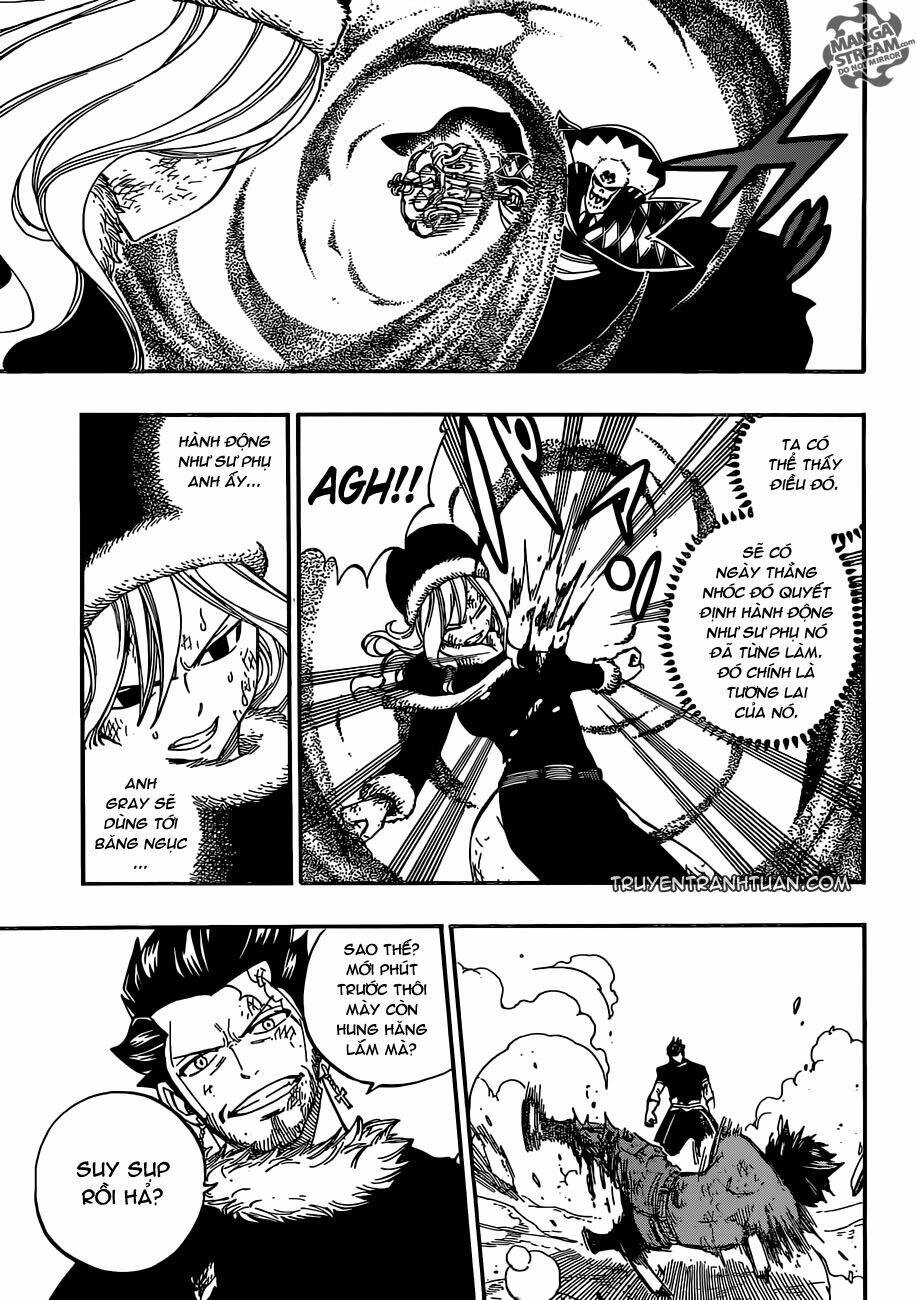 MANGA
STREAM.com
DO NOT MIRROR
TA CÓ
THỂ THẤY
ĐIỀU ĐÓ.
SẼ CÓ
NGÀY THẰNG
NHÓC ĐÓ QUYẾT
ĐỊNH HÀNH ĐỘNG
NHƯ SƯ PHỤ NÓ
ĐÃ TỪNG LÀM.
ĐÓ CHÍNH LÀ
TƯƠNG LAI
CỦA NÓ.
AGH!!
HÀNH ĐỘNG
NHƯ SƯ PHỤ
ANH ẤY...
ANH
GRAY SẼ
DÙNG TỚI
BĂNG NGỤC
...
TRUYENTRANHTUAN.COM
SAO THẾ?
MỚI PHÚT
TRƯỚC THÔI
MÀY CÒN
HUNG HĂNG
LẮM MÀ?
SUY SỤP
RỒI HẢ?